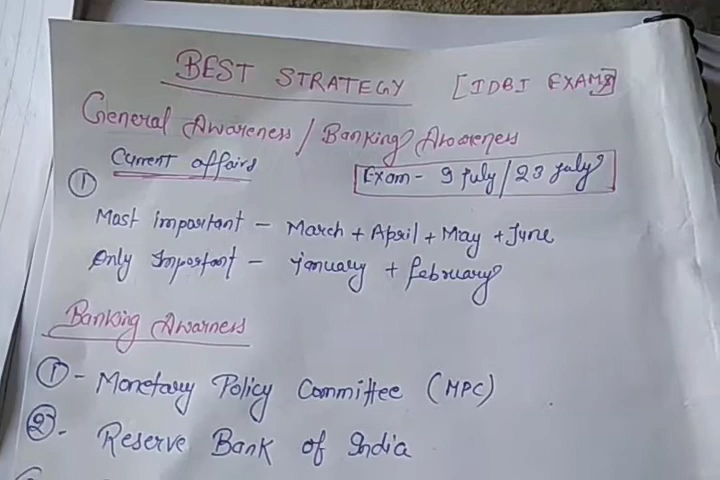 BEST STRATEGY [IDBI EXAMS]
General Awareness / Banking Awareness
Current affairs
Exam - 9 July / 23 July
①
Most important - March + April + May + June
Only Important - January + february
Banking Awarness
① - Monetary Policy Committee (MPC)
② - Reserve Bank of India